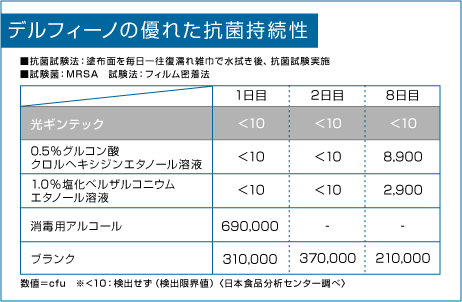 デルフィーノの優れた抗菌持続性
■抗菌試験法：塗布面を毎日一往復濡れ雑巾で水拭き後、抗菌試験実施
■試験菌：MRSA　試験法：フィルム密着法
1日目 2日目 8日目
光ギンテック <10 <10 <10
0.5%グルコン酸
クロルヘキシジンエタノール溶液 <10 <10 8,900
1.0%塩化ベルザルコニウム
エタノール溶液 <10 <10 2,900
消毒用アルコール 690,000 - -
ブランク 310,000 370,000 210,000
数値＝cfu　※<10：検出せず（検出限界値）〈日本食品分析センター調べ〉